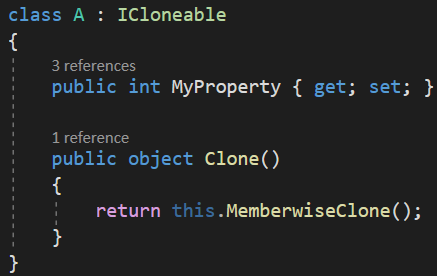 class A : ICloneable
{
3 references
public int MyProperty { get; set; }
1 reference
public object Clone()
{
return this.MemberwiseClone();
}
}